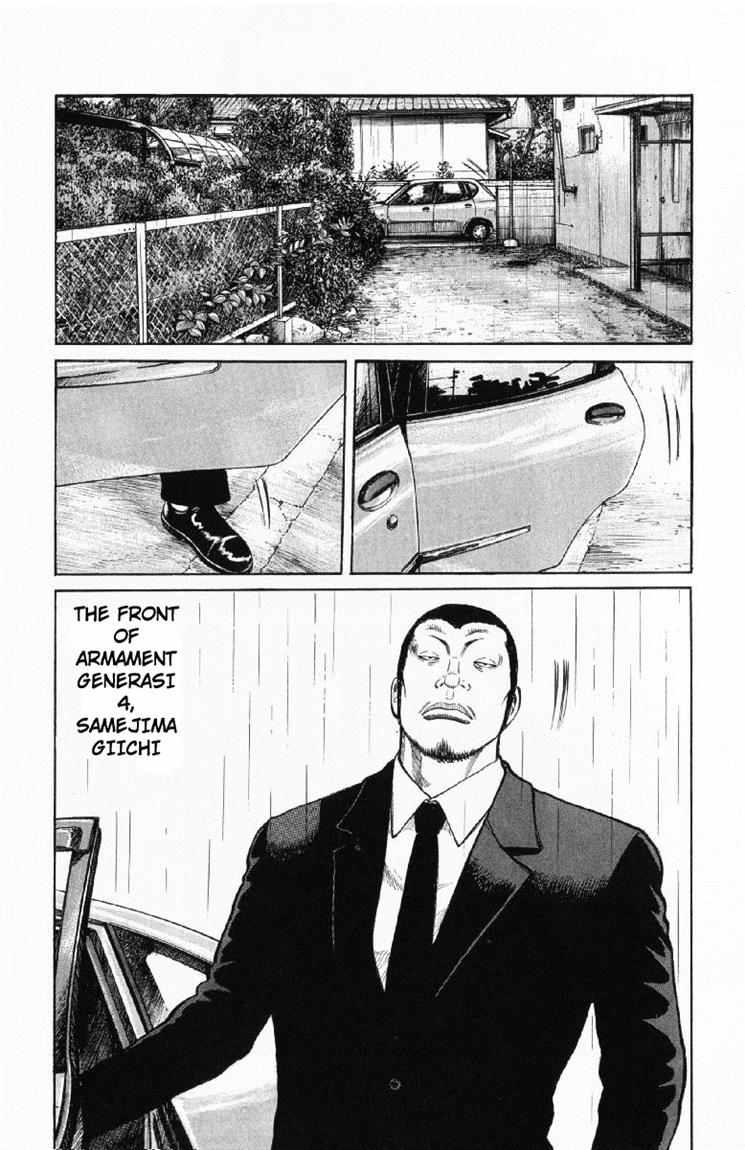 THE FRONT
OF
ARMAMENT
GENERASI
4,
SAMEJIMA
GIICHI